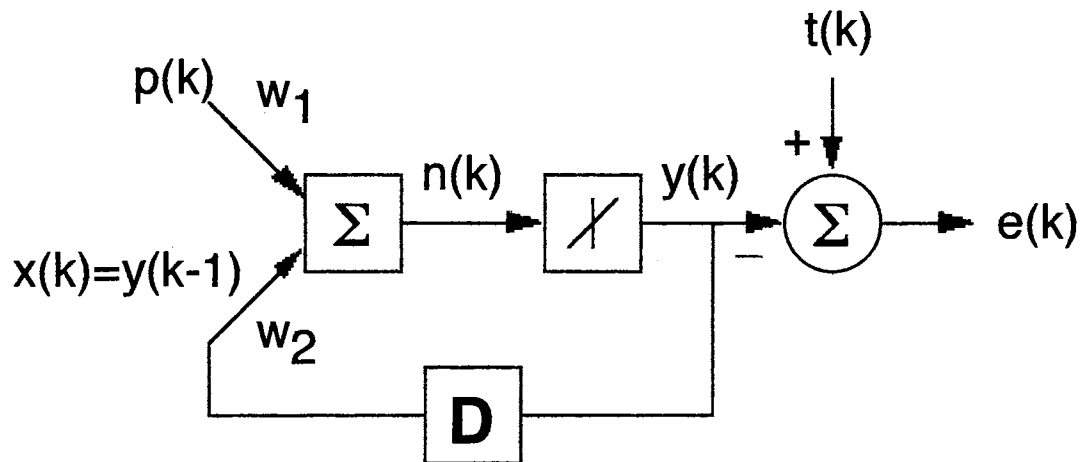 t(k)
p(k)
w1
+
n(k)
y(k)
Σ
Σ
e(k)
x(k)=y(k-1)
−
w2
D